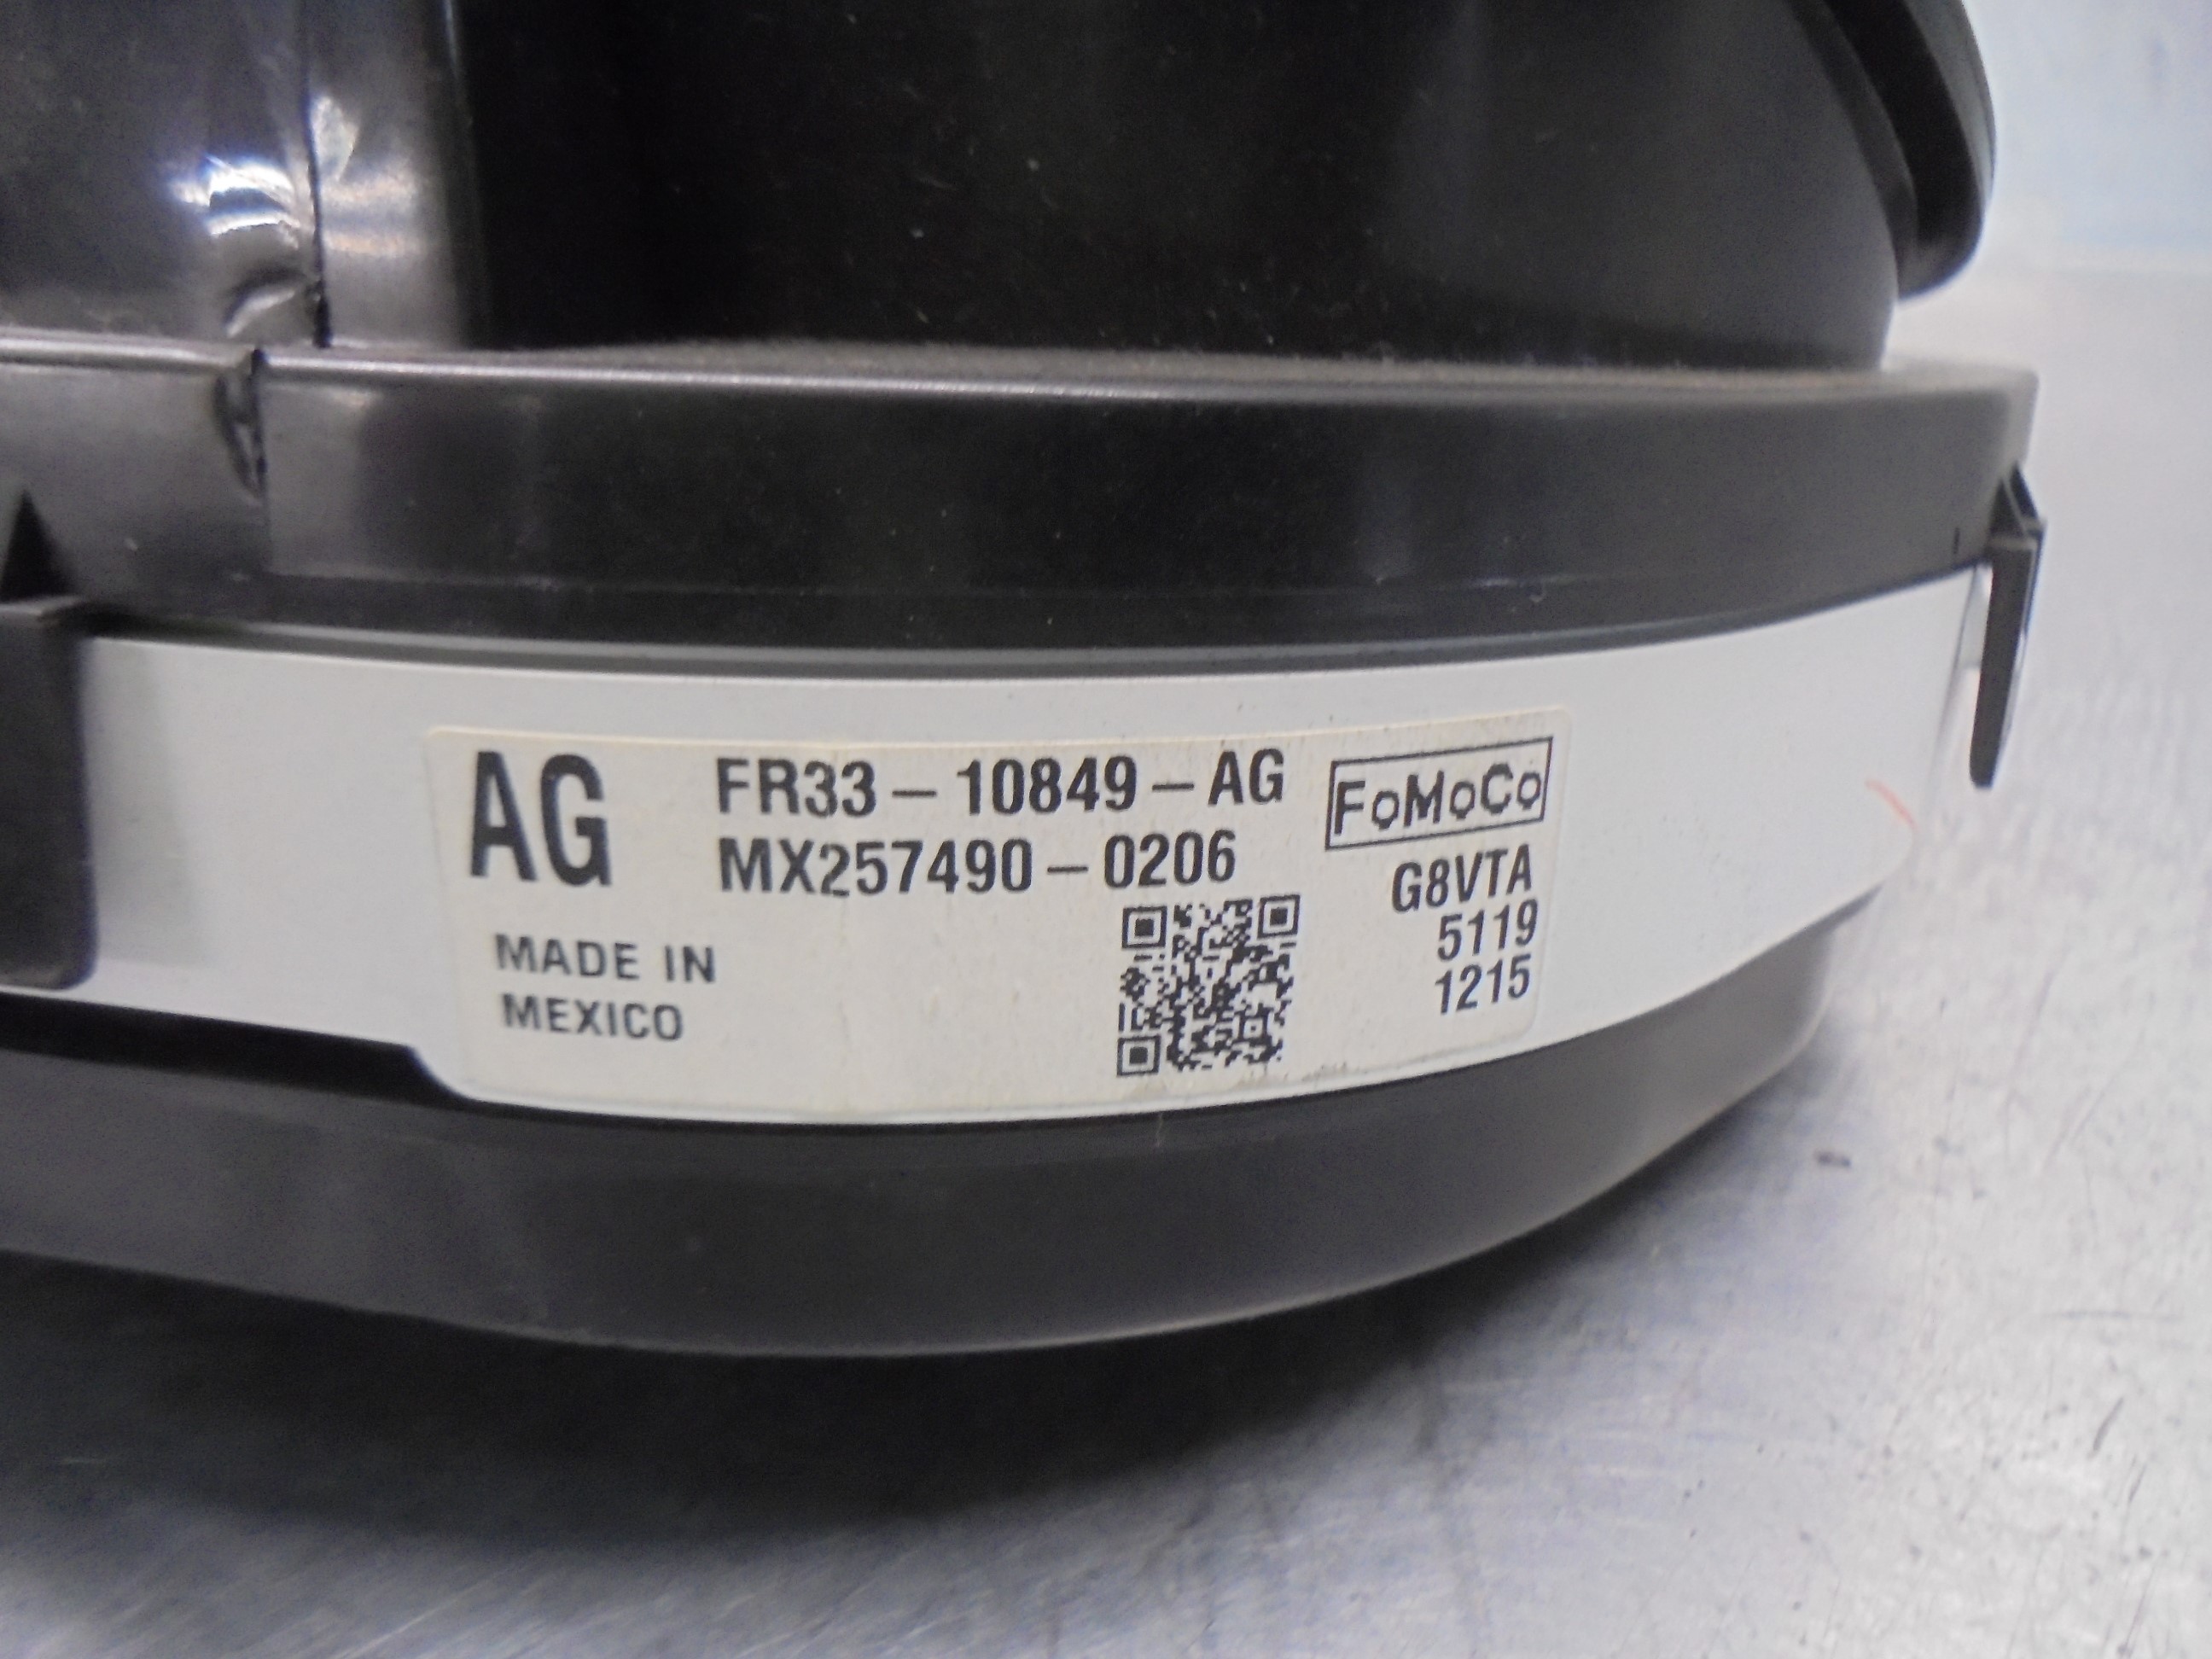 AG
FR33-10849-AG
MX257490-0206
MADE IN
MEXICO
FoMoCo
G8VTA
5119
1215